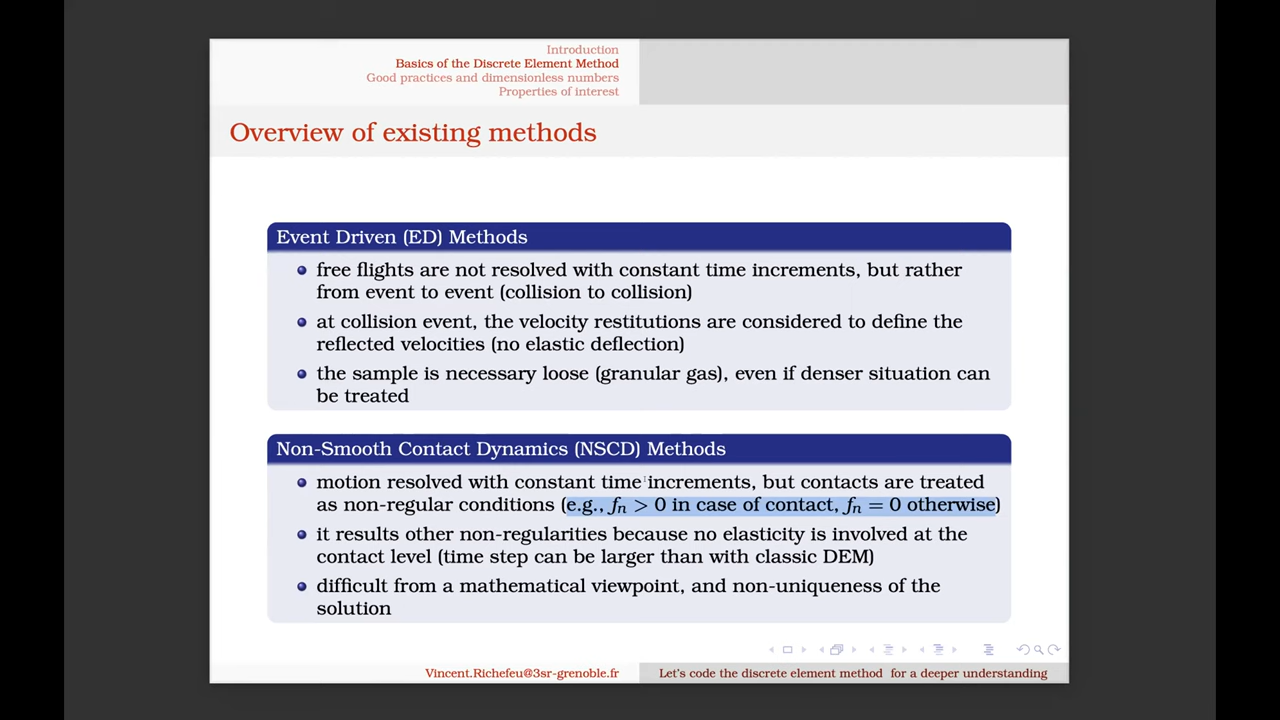 Introduction
Basics of the Discrete Element Method
Good practices and dimensionless numbers
Properties of interest
Overview of existing methods
Event Driven (ED) Methods
free flights are not resolved with constant time increments, but rather
from event to event (collision to collision)
at collision event, the velocity restitutions are considered to define the
reflected velocities (no elastic deflection)
the sample is necessary loose (granular gas), even if denser situation can
be treated
Non-Smooth Contact Dynamics (NSCD) Methods
motion resolved with constant time increments, but contacts are treated
as non-regular conditions (e.g., fₙ > 0 in case of contact, fₙ = 0 otherwise)
it results other non-regularities because no elasticity is involved at the
contact level (time step can be larger than with classic DEM)
difficult from a mathematical viewpoint, and non-uniqueness of the
solution
Vincent.Richefeu@3sr-grenoble.fr
Let's code the discrete element method for a deeper understanding